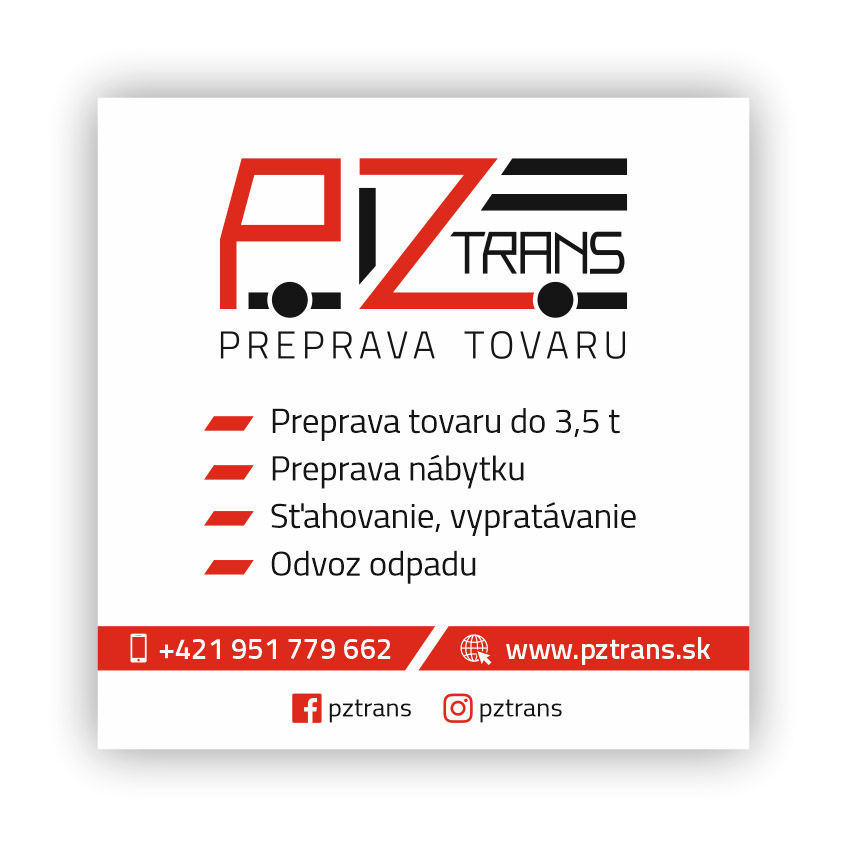 PZ
TRANS
PREPRAVA TOVARU
Preprava tovaru do 3,5 t
Preprava nábytku
Sťahovanie, vypratávanie
Odvoz odpadu
+421 951 779 662
www.pztrans.sk
pztrans
pztrans